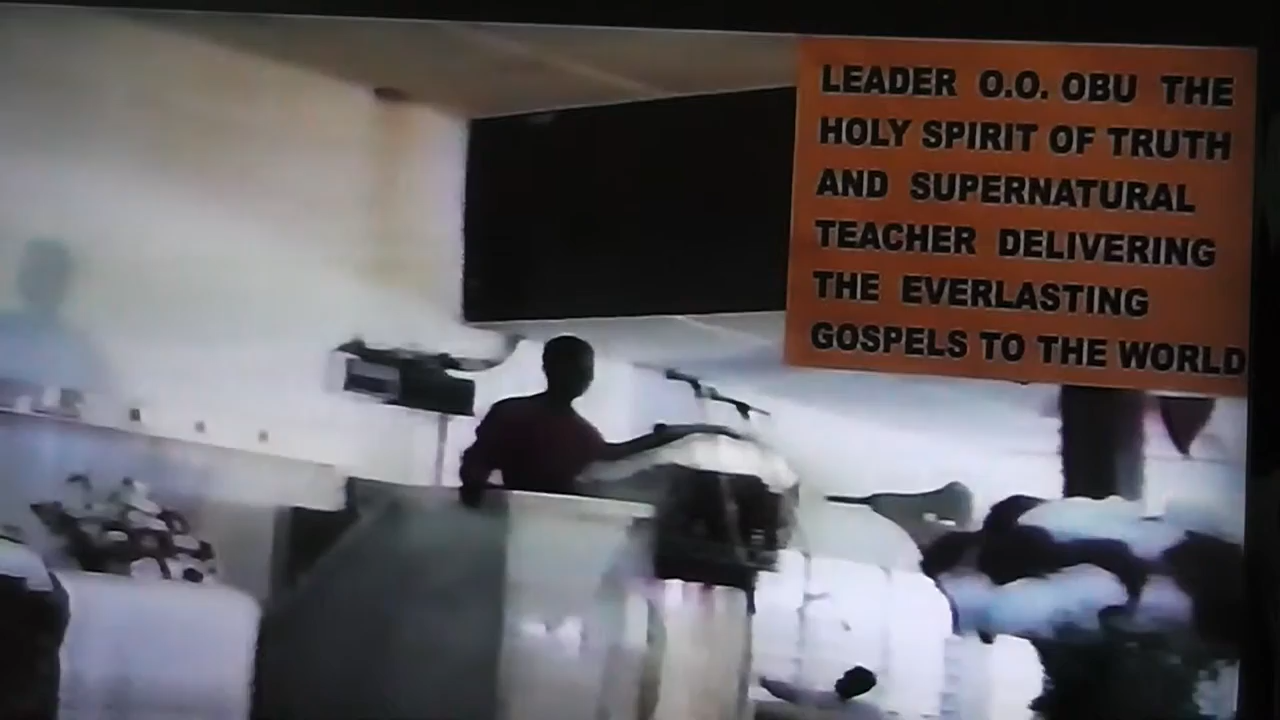 LEADER O.O. OBU THE
HOLY SPIRIT OF TRUTH
AND SUPERNATURAL
TEACHER DELIVERING
THE EVERLASTING
GOSPELS TO THE WORLD